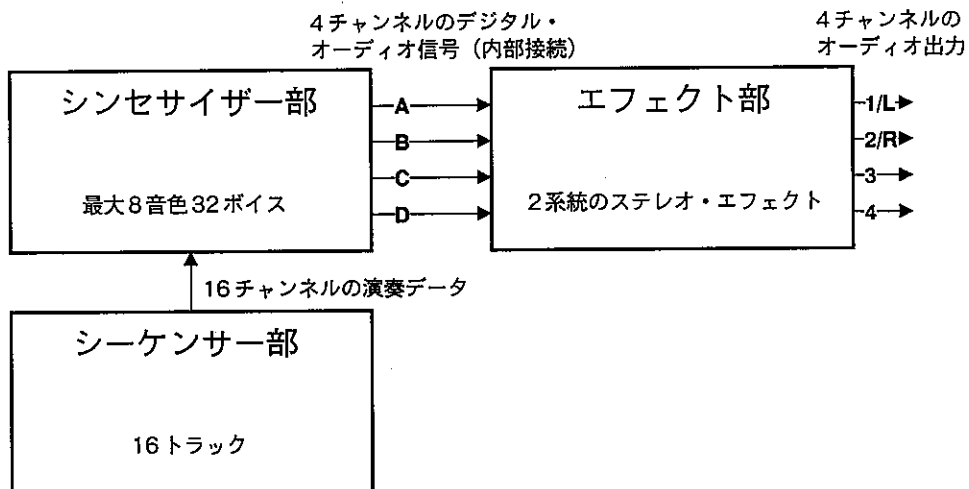 4チャンネルのデジタル・
オーディオ信号（内部接続）
4チャンネルの
オーディオ出力
シンセサイザー部
最大8音色32ボイス
A
B
C
D
エフェクト部
2系統のステレオ・エフェクト
1/L
2/R
3
4
16チャンネルの演奏データ
シーケンサー部
16トラック